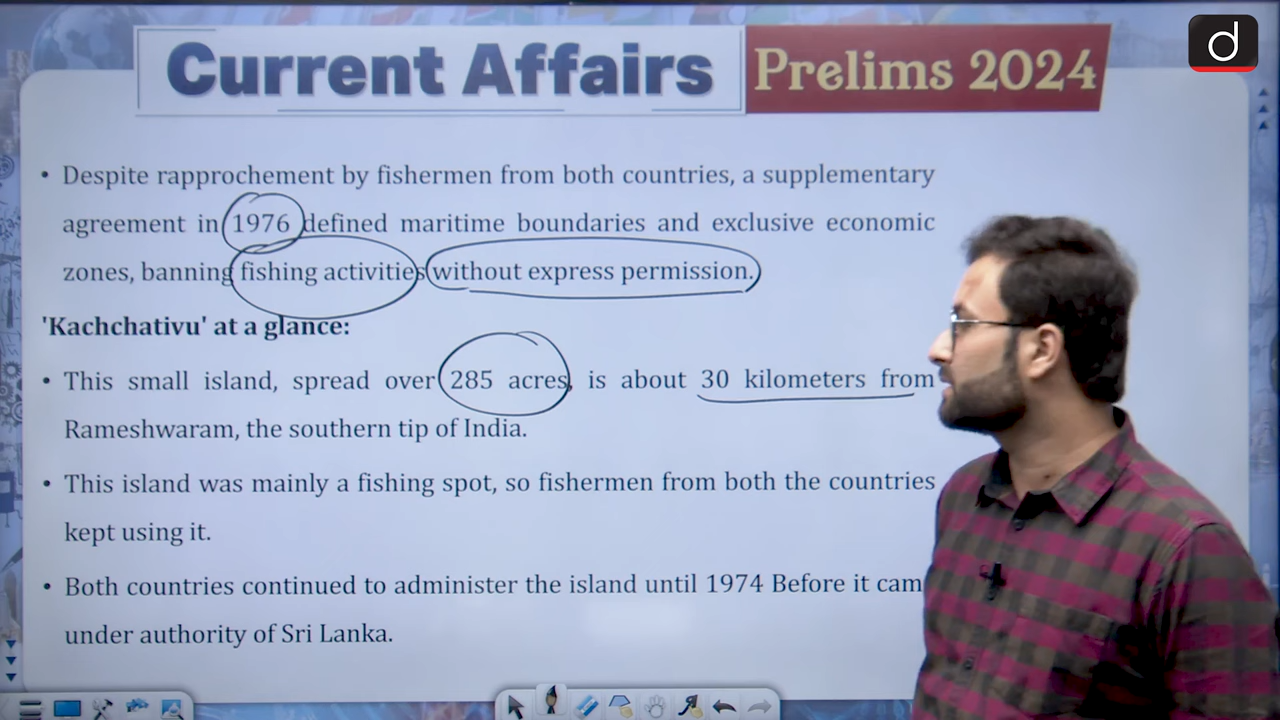 Current Affairs Prelims 2024
d
• Despite rapprochement by fishermen from both countries, a supplementary
agreement in 1976 defined maritime boundaries and exclusive economic
zones, banning fishing activities without express permission.
'Kachchativu' at a glance:
• This small island, spread over 285 acres, is about 30 kilometers from
Rameshwaram, the southern tip of India.
• This island was mainly a fishing spot, so fishermen from both the countries
kept using it.
• Both countries continued to administer the island until 1974 Before it cam
under authority of Sri Lanka.